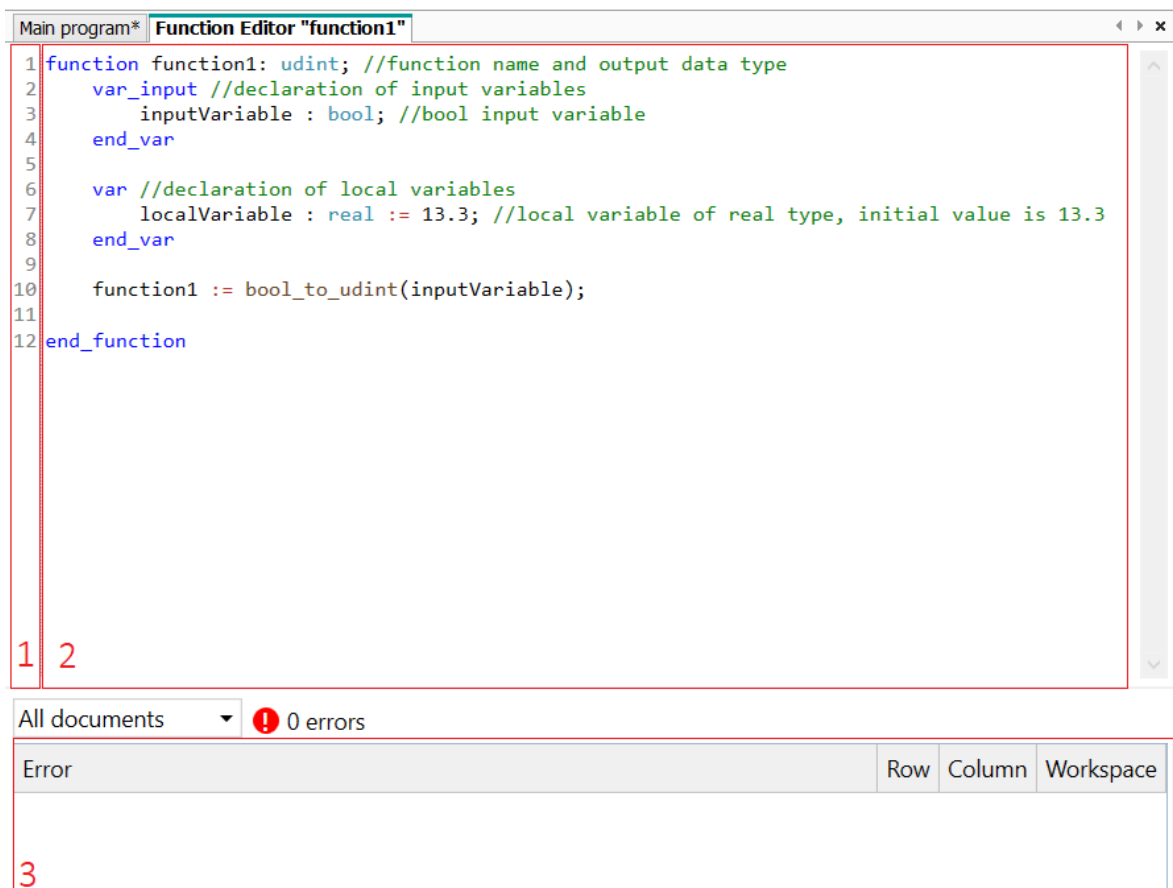 Main program* Function Editor "function1"
1 function function1: udint; //function name and output data type
2     var_input //declaration of input variables
3         inputVariable : bool; //bool input variable
4     end_var
5
6     var //declaration of local variables
7         localVariable : real := 13.3; //local variable of real type, initial value is 13.3
8     end_var
9
10     function1 := bool_to_udint(inputVariable);
11
12 end_function
1 2
All documents 0 errors
Error Row Column Workspace
3